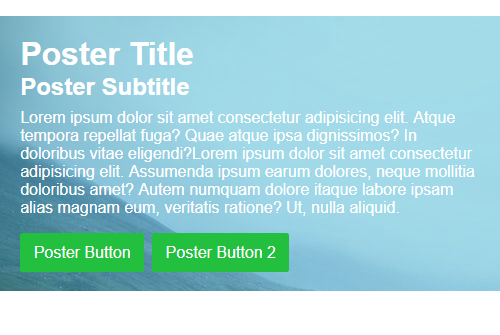 Poster Title
Poster Subtitle
Lorem ipsum dolor sit amet consectetur adipisicing elit. Atque
tempora repellat fuga? Quae atque ipsa dignissimos? In
doloribus vitae eligendi?Lorem ipsum dolor sit amet consectetur
adipisicing elit. Assumenda ipsum earum dolores, neque mollitia
doloribus amet? Autem numquam dolore itaque labore ipsam
alias magnam eum, veritatis ratione? Ut, nulla aliquid.
Poster Button
Poster Button 2